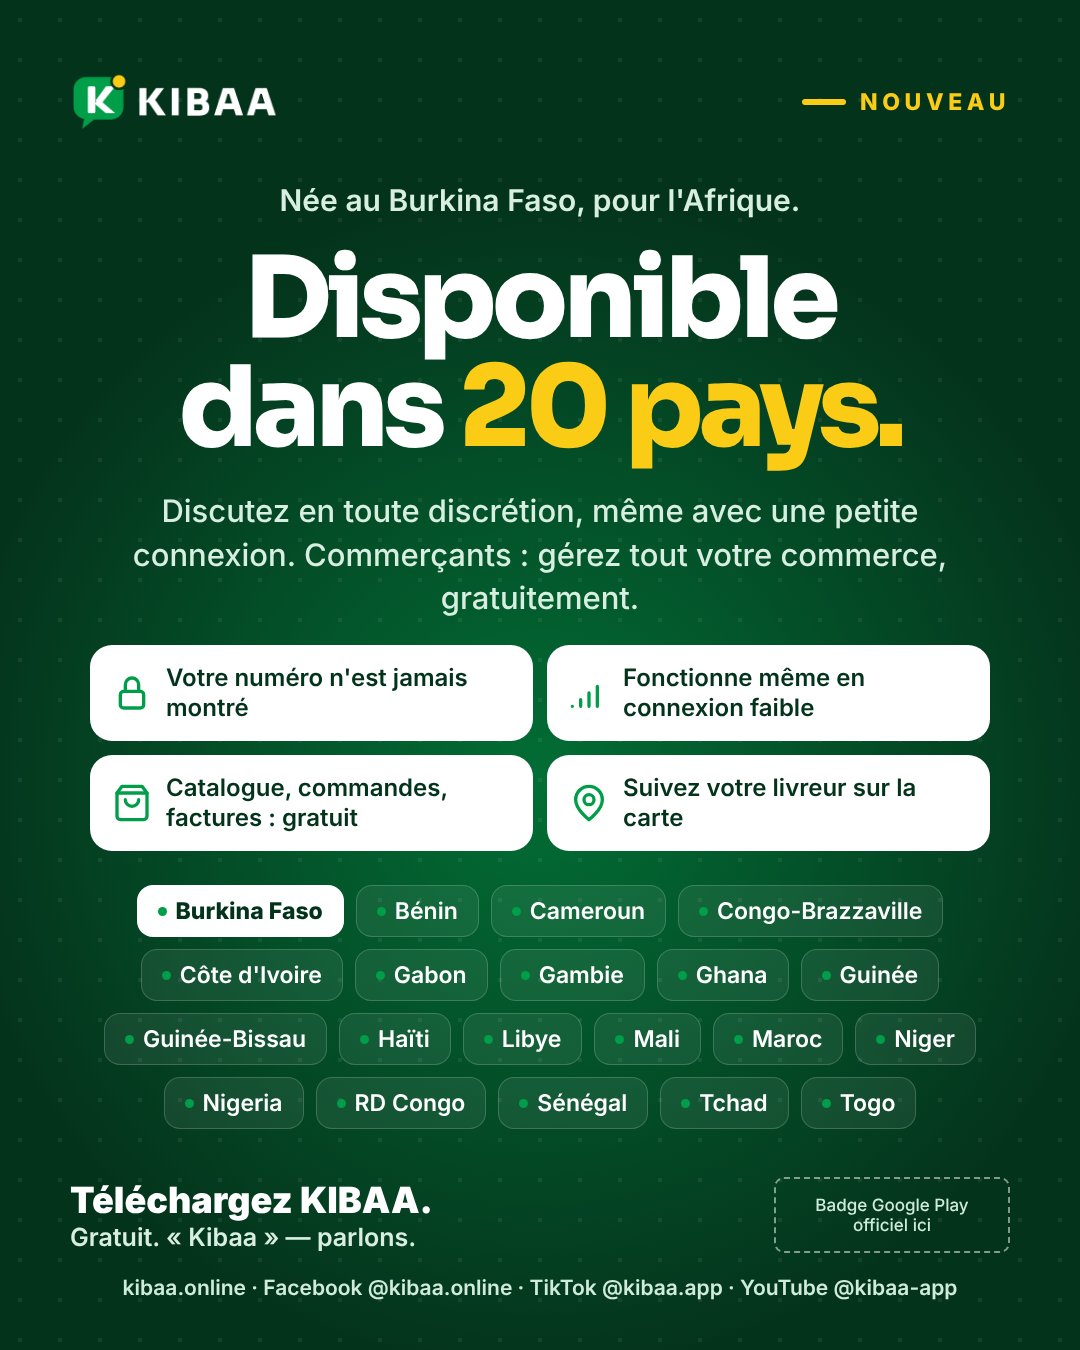 K KIBAA
NOUVEAU
Née au Burkina Faso, pour l'Afrique.
Disponible
dans 20 pays.
Discutez en toute discrétion, même avec une petite
connexion. Commerçants : gérez tout votre commerce,
gratuitement.
Votre numéro n'est jamais
montré
Fonctionne même en
connexion faible
Catalogue, commandes,
factures : gratuit
Suivez votre livreur sur la
carte
Burkina Faso
Bénin
Cameroun
Congo-Brazzaville
Côte d'Ivoire
Gabon
Gambie
Ghana
Guinée
Guinée-Bissau
Haïti
Libye
Mali
Maroc
Niger
Nigeria
RD Congo
Sénégal
Tchad
Togo
Téléchargez KIBAA.
Gratuit. « Kibaa » — parlons.
Badge Google Play
officiel ici
kibaa.online · Facebook @kibaa.online · TikTok @kibaa.app · YouTube @kibaa-app